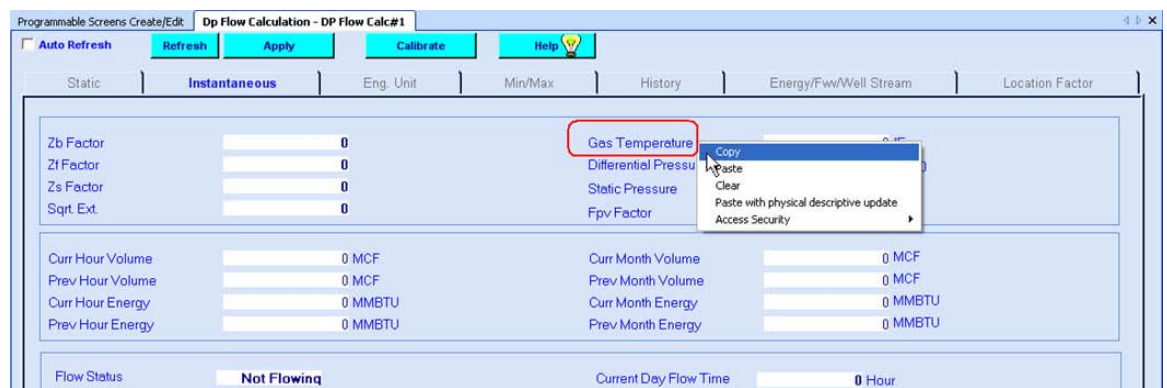 Programmable Screens Create/Edit Dp Flow Calculation - DP Flow Calc#1
Auto Refresh Refresh Apply Calibrate Help
Static Instantaneous Eng. Unit Min/Max History Energy/Fww/Well Stream Location Factor
Zb Factor 0 Gas Temperature
Zf Factor 0 Differential Pressu
Zs Factor 0 Static Pressure
Sqrt. Ext. 0 Fpv Factor
Copy
Paste
Clear
Paste with physical descriptive update
Access Security
Curr Hour Volume 0 MCF Curr Month Volume 0 MCF
Prev Hour Volume 0 MCF Prev Month Volume 0 MCF
Curr Hour Energy 0 MMBTU Curr Month Energy 0 MMBTU
Prev Hour Energy 0 MMBTU Prev Month Energy 0 MMBTU
Flow Status Not Flowing Current Day Flow Time 0 Hour